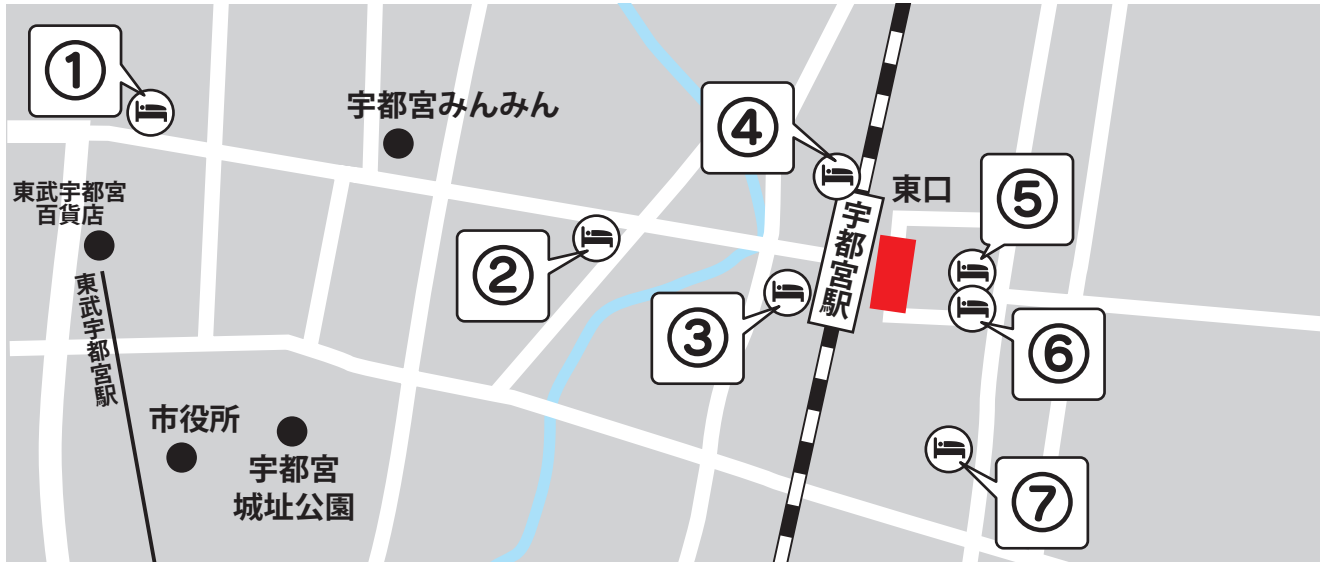 ①
宇都宮みんみん
④
東口
⑤
東武宇都宮
百貨店
②
宇都宮駅
③
⑥
東武宇都宮駅
市役所
宇都宮
城址公園
⑦